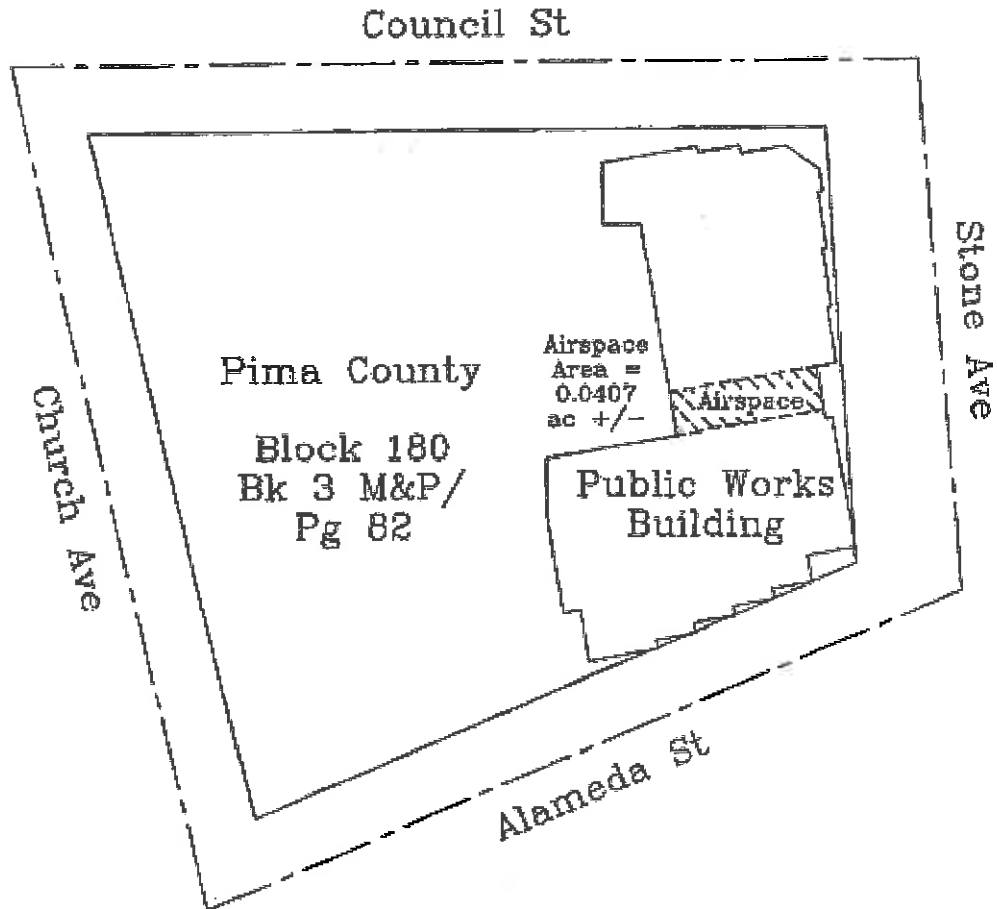 Council St
Stone Ave
Pima County
Airspace
Area =
0.0407
ac +/-
Airspace
Church Ave
Block 180
Bk 3 M&P/
Pg 82
Public Works
Building
Alameda St